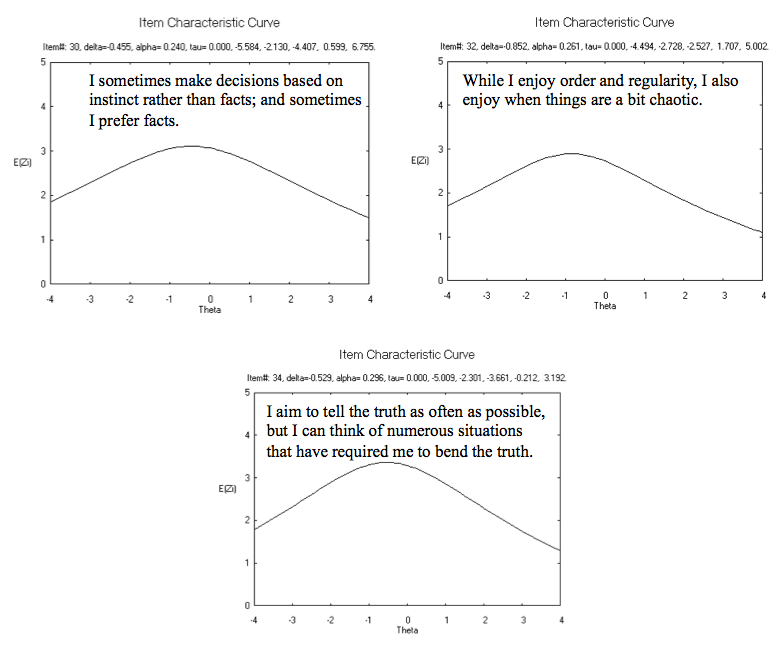 Item Characteristic Curve
Item#: 30, delta=-0.455, alpha= 0.240, tau= 0.000, -5.584, -2.130, -4.407, 0.599, 6.755.
I sometimes make decisions based on
instinct rather than facts; and sometimes
I prefer facts.
5
4
3
2
1
0
E(Zi)
-4 -3 -2 -1 0 1 2 3 4
Theta
Item Characteristic Curve
Item#: 32, delta=-0.852, alpha= 0.261, tau= 0.000, -4.494, -2.728, -2.527, 1.707, 5.002.
While I enjoy order and regularity, I also
enjoy when things are a bit chaotic.
5
4
3
2
1
0
E(Zi)
-4 -3 -2 -1 0 1 2 3 4
Theta
Item Characteristic Curve
Item#: 34, delta=-0.529, alpha= 0.296, tau= 0.000, -5.009, -2.301, -3.661, -0.212, 3.192.
I aim to tell the truth as often as possible,
but I can think of numerous situations
that have required me to bend the truth.
5
4
3
2
1
0
E(Zi)
-4 -3 -2 -1 0 1 2 3 4
Theta